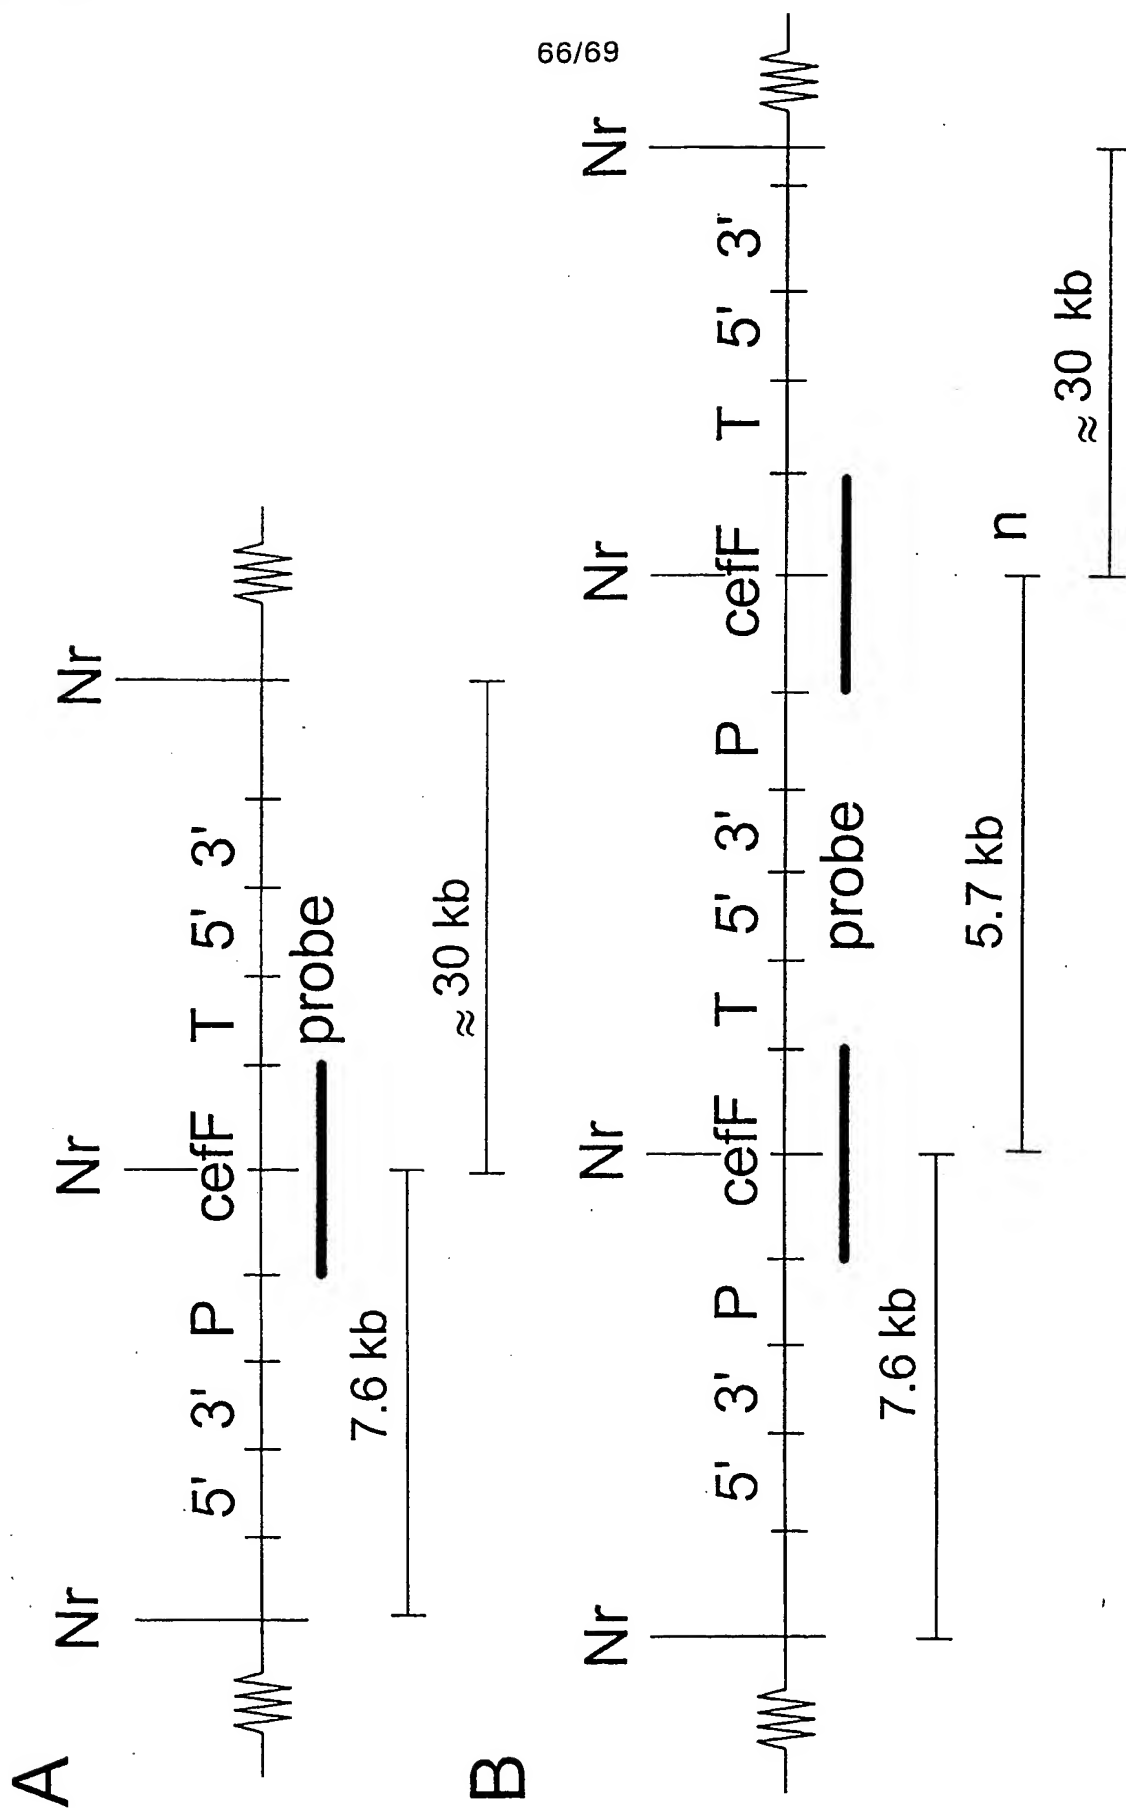 66/69
A
Nr Nr Nr
5' 3' P cefF T 5' 3'
probe
7.6 kb
≈ 30 kb
B
Nr Nr Nr Nr
5' 3' P cefF T 5' 3' P cefF T 5' 3'
probe
7.6 kb
5.7 kb
n
≈ 30 kb